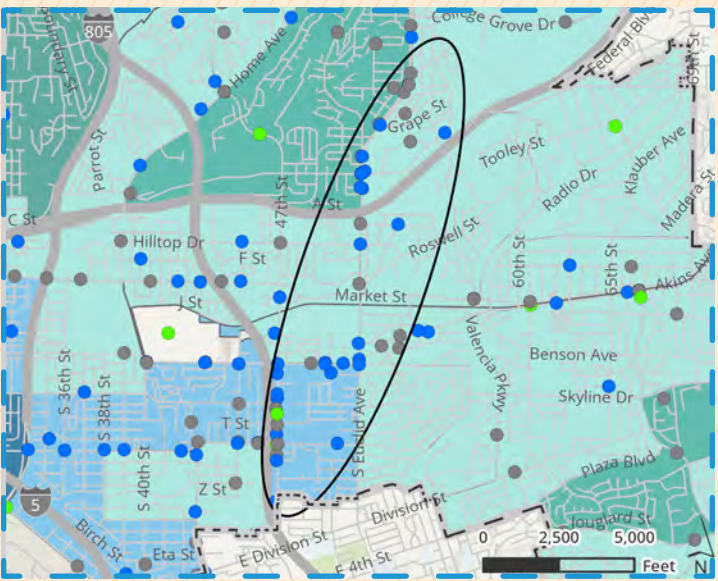 College Grove Dr
Boundary St
805
Home Ave
Federal Blvd
69th St
Grape St
Tooley St
Klauber Ave
Parrot St
Radio Dr
Madera St
47th St
A St
C St
Hilltop Dr
F St
Roswell St
60th St
65th St
Akins Av
J St
Market St
Valencia Pkwy
Benson Ave
S 36th St
S 38th St
Skyline Dr
T St
S Euclid Ave
S 40th St
Z St
Plaza Blvd
5
Division St
Jouglard St
Birch St
Eta St
E Division St
E 4th St
0 2,500 5,000
Feet
N